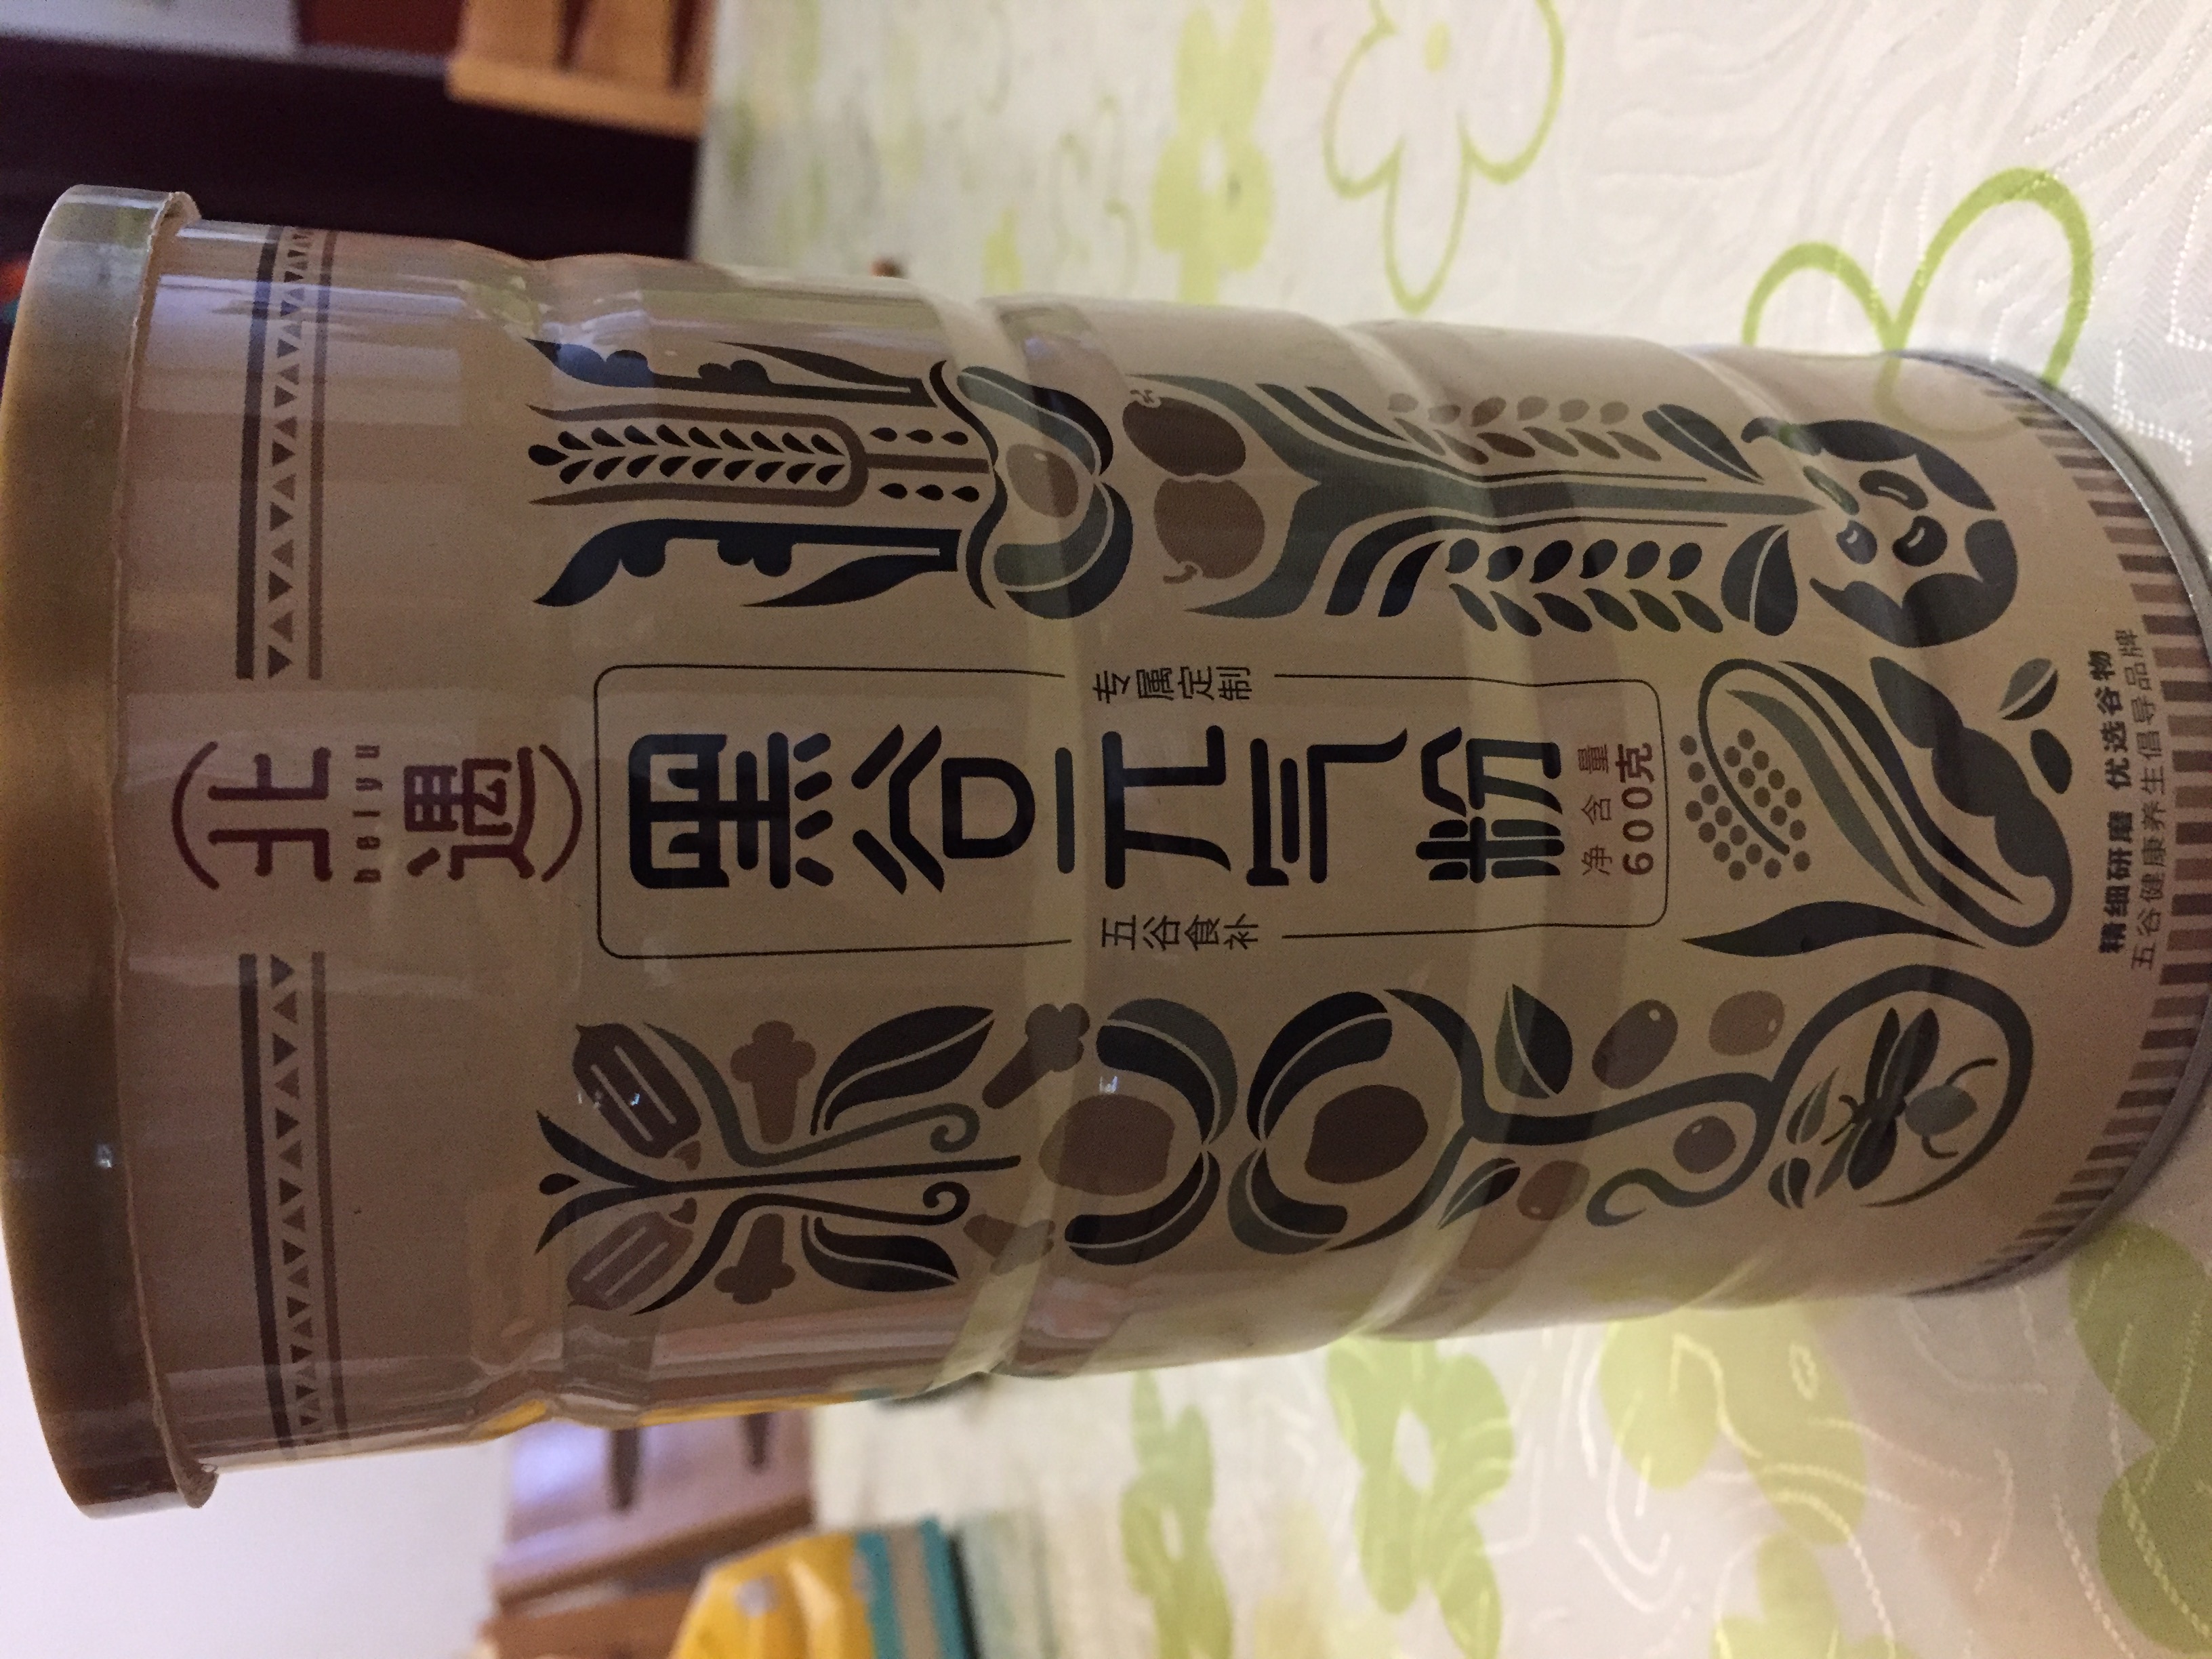 北
beiyu
遇
五谷食补
黑谷元气粉
专属定制
净含量
600克
精细研磨 优选谷物
五谷健康养生倡导品牌